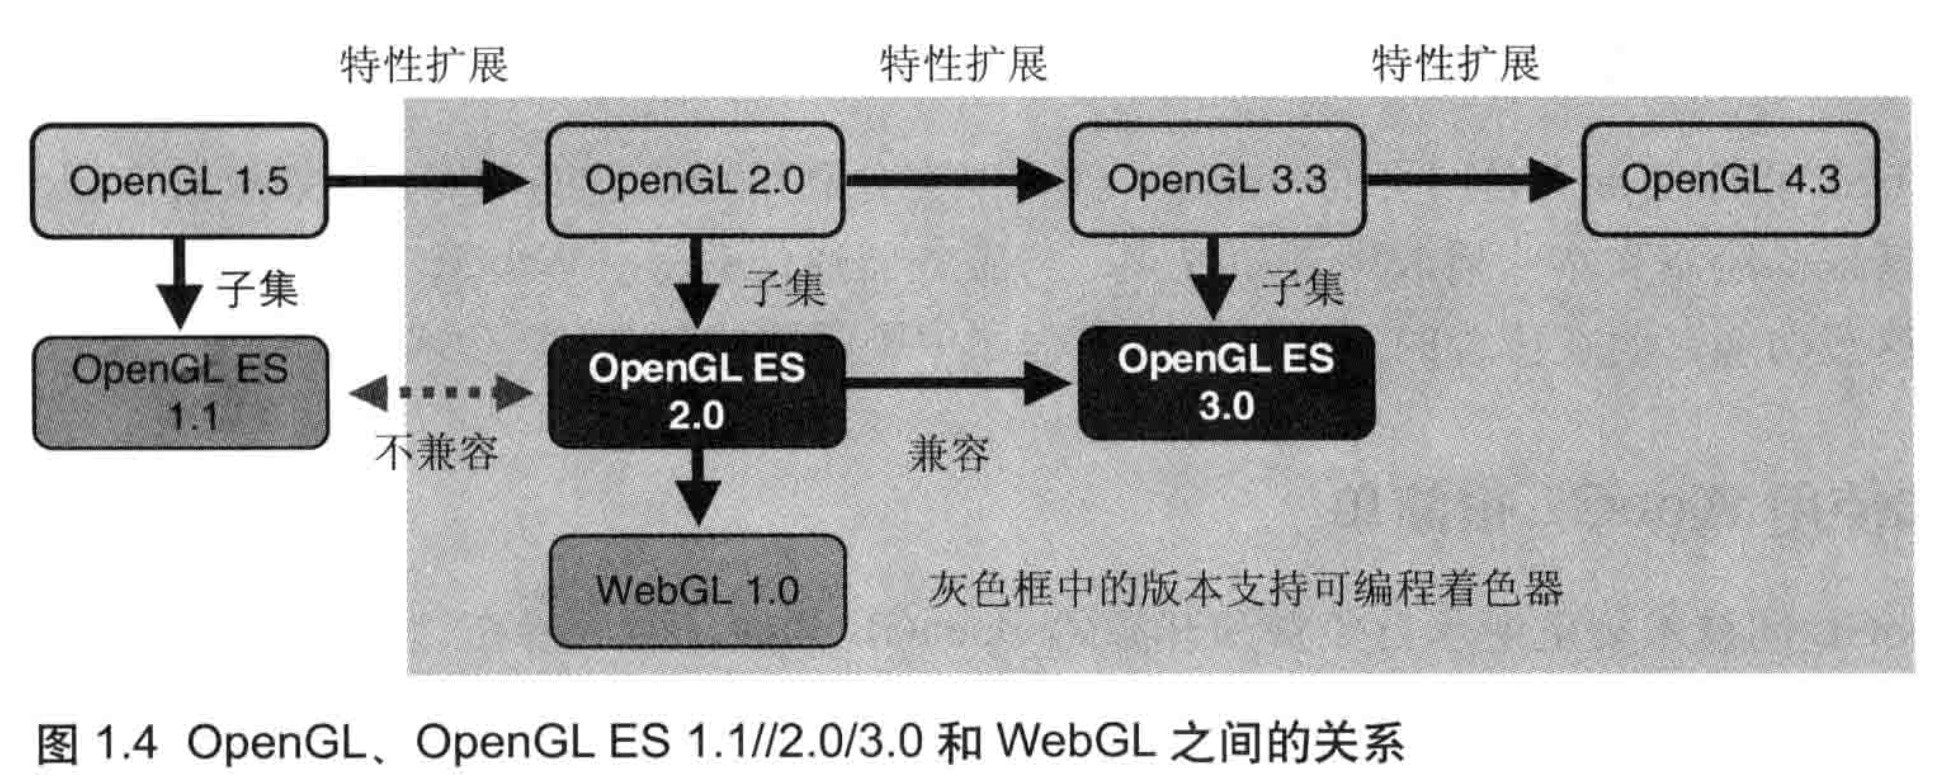 特性扩展 特性扩展 特性扩展
OpenGL 1.5 OpenGL 2.0 OpenGL 3.3 OpenGL 4.3
子集 子集 子集
OpenGL ES
1.1
OpenGL ES
2.0
OpenGL ES
3.0
不兼容 兼容
WebGL 1.0
灰色框中的版本支持可编程着色器
图 1.4 OpenGL、OpenGL ES 1.1//2.0/3.0 和 WebGL 之间的关系